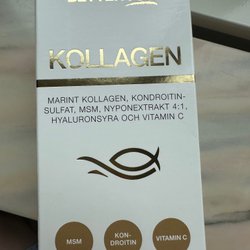 KOLLAGEN
MARINT KOLLAGEN, KONDROITIN-
SULFAT, MSM, NYPONEXTRAKT 4:1,
HYALURONSYRA OCH VITAMIN C
MSM
KON-
DROITIN
VITAMIN C